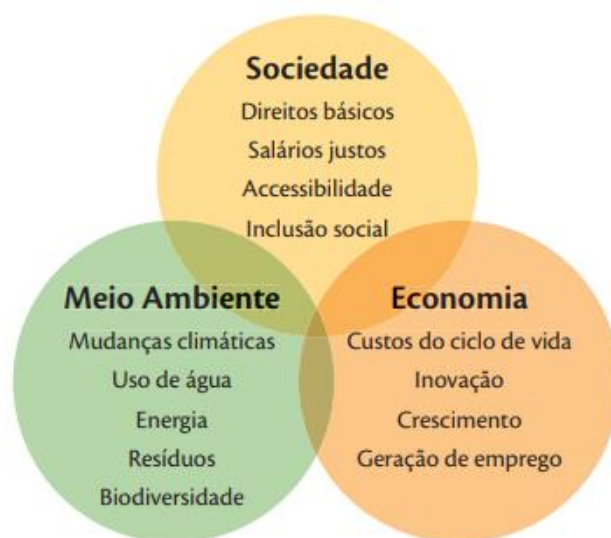 Sociedade
Direitos básicos
Salários justos
Accessibilidade
Inclusão social
Meio Ambiente
Mudanças climáticas
Uso de água
Energia
Resíduos
Biodiversidade
Economia
Custos do ciclo de vida
Inovação
Crescimento
Geração de emprego